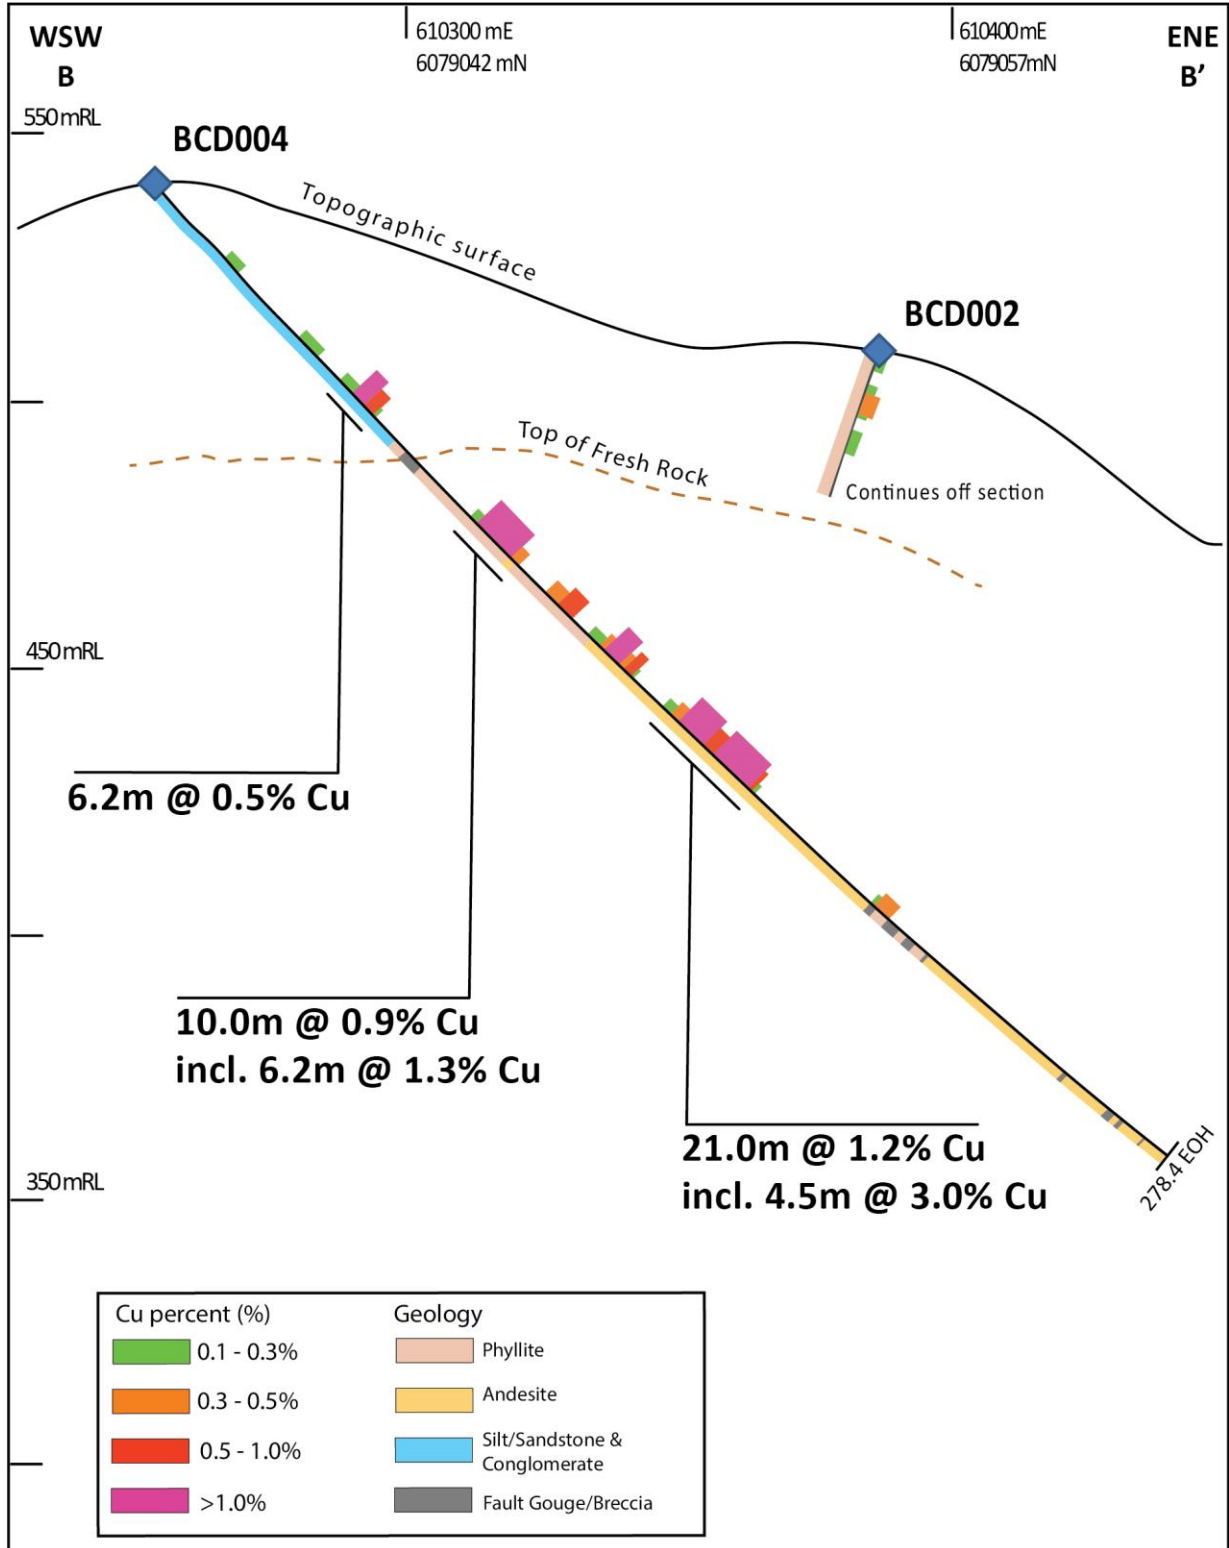 WSW
B
610300 mE
6079042 mN
610400mE
6079057mN
ENE
B'
550mRL
BCD004
Topographic surface
BCD002
Top of Fresh Rock
Continues off section
450mRL
6.2m @ 0.5% Cu
10.0m @ 0.9% Cu
incl. 6.2m @ 1.3% Cu
21.0m @ 1.2% Cu
incl. 4.5m @ 3.0% Cu
278.4 EOH
350mRL
Cu percent (%)
0.1 - 0.3%
0.3 - 0.5%
0.5 - 1.0%
>1.0%
Geology
Phyllite
Andesite
Silt/Sandstone &
Conglomerate
Fault Gouge/Breccia